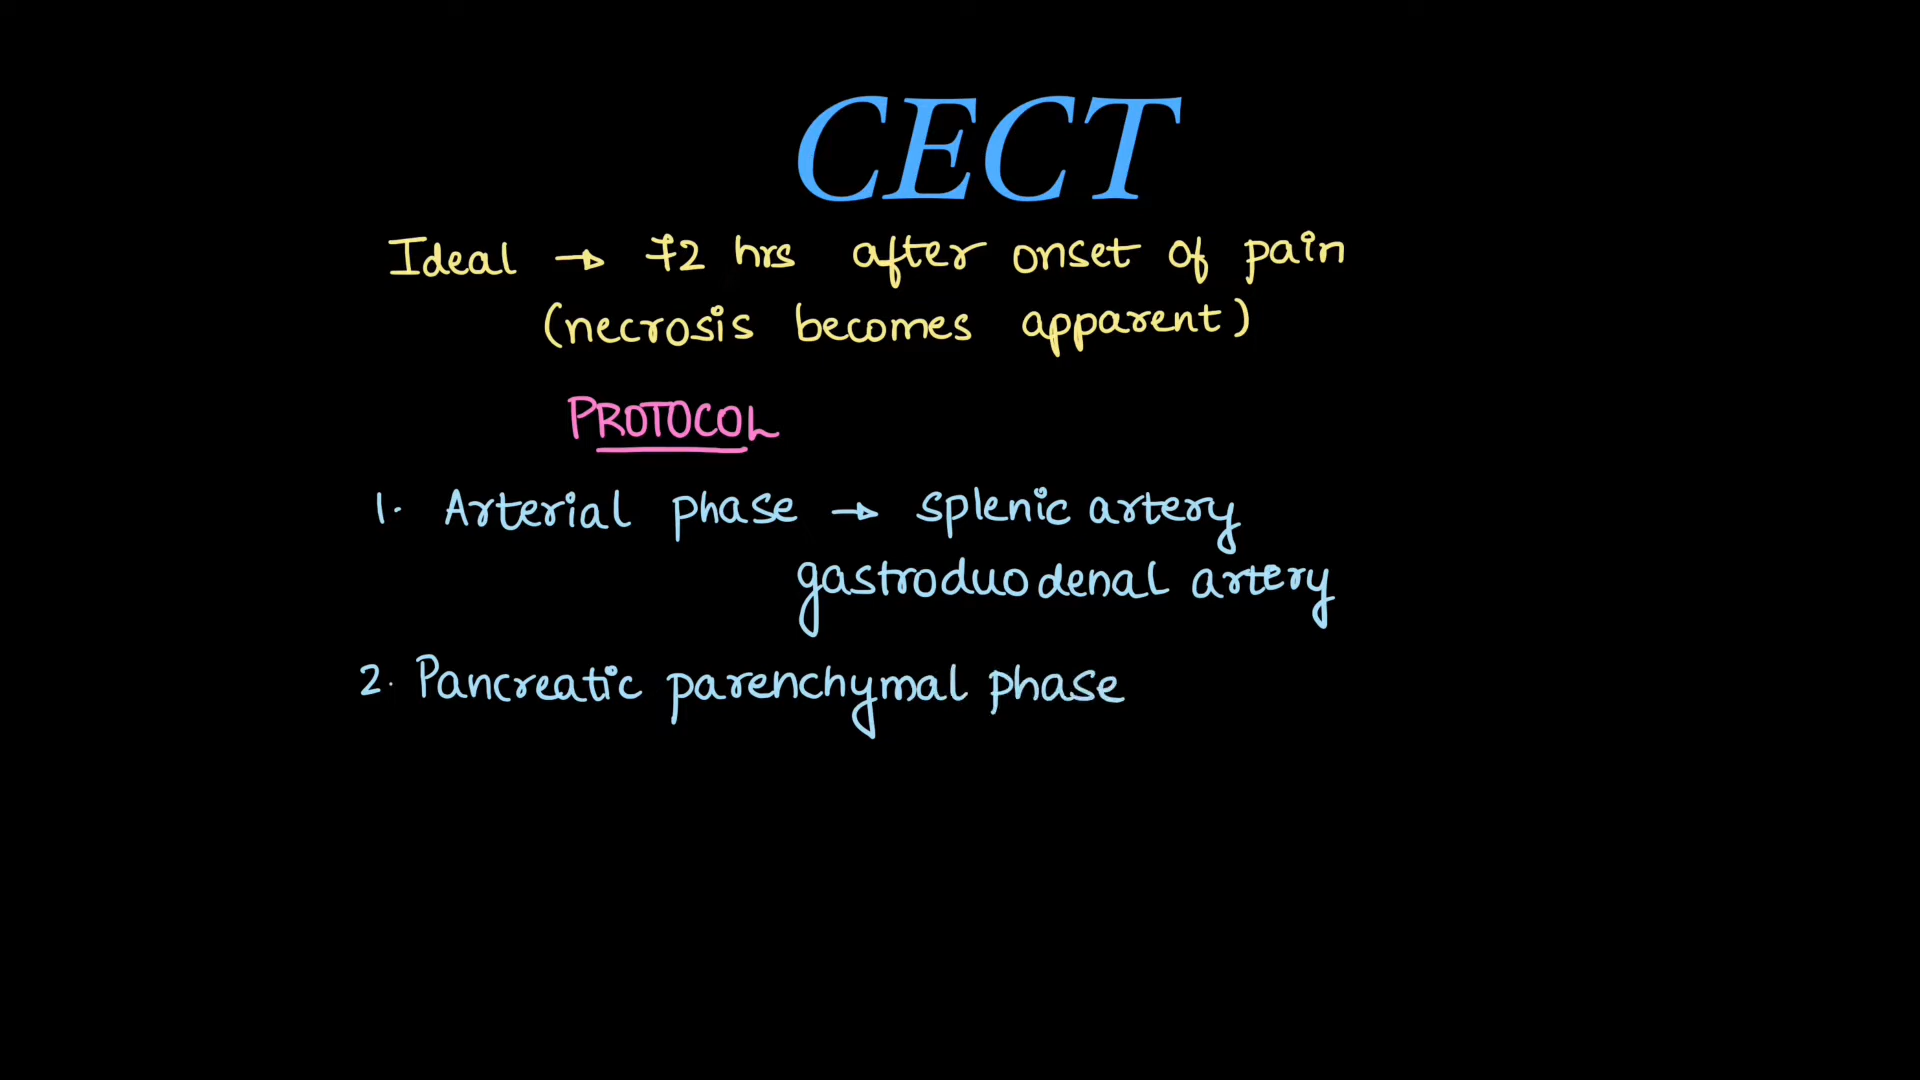 CECT
Ideal → 72 hrs after onset of pain
(necrosis becomes apparent)
PROTOCOL
1. Arterial phase → splenic artery
gastroduodenal artery
2. Pancreatic parenchymal phase